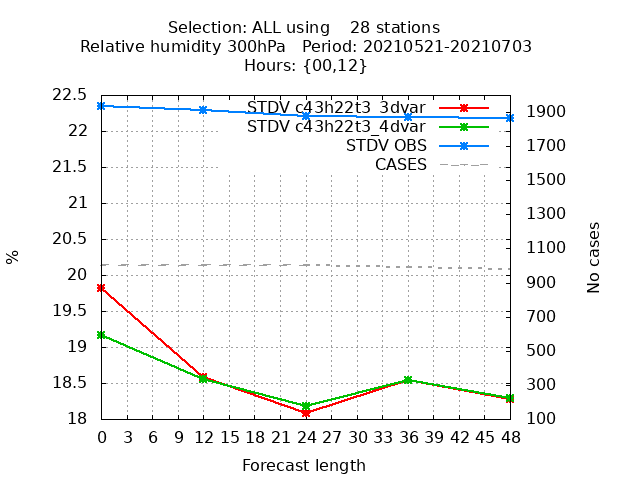 Selection: ALL using    28 stations
Relative humidity 300hPa   Period: 20210521-20210703
Hours: {00,12}
STDV c43h22t3_3dvar
STDV c43h22t3_4dvar
STDV OBS
CASES
22.5
22
21.5
21
20.5
20
19.5
19
18.5
18
%
1900
1700
1500
1300
1100
900
700
500
300
100
No cases
0 3 6 9 12 15 18 21 24 27 30 33 36 39 42 45 48
Forecast length